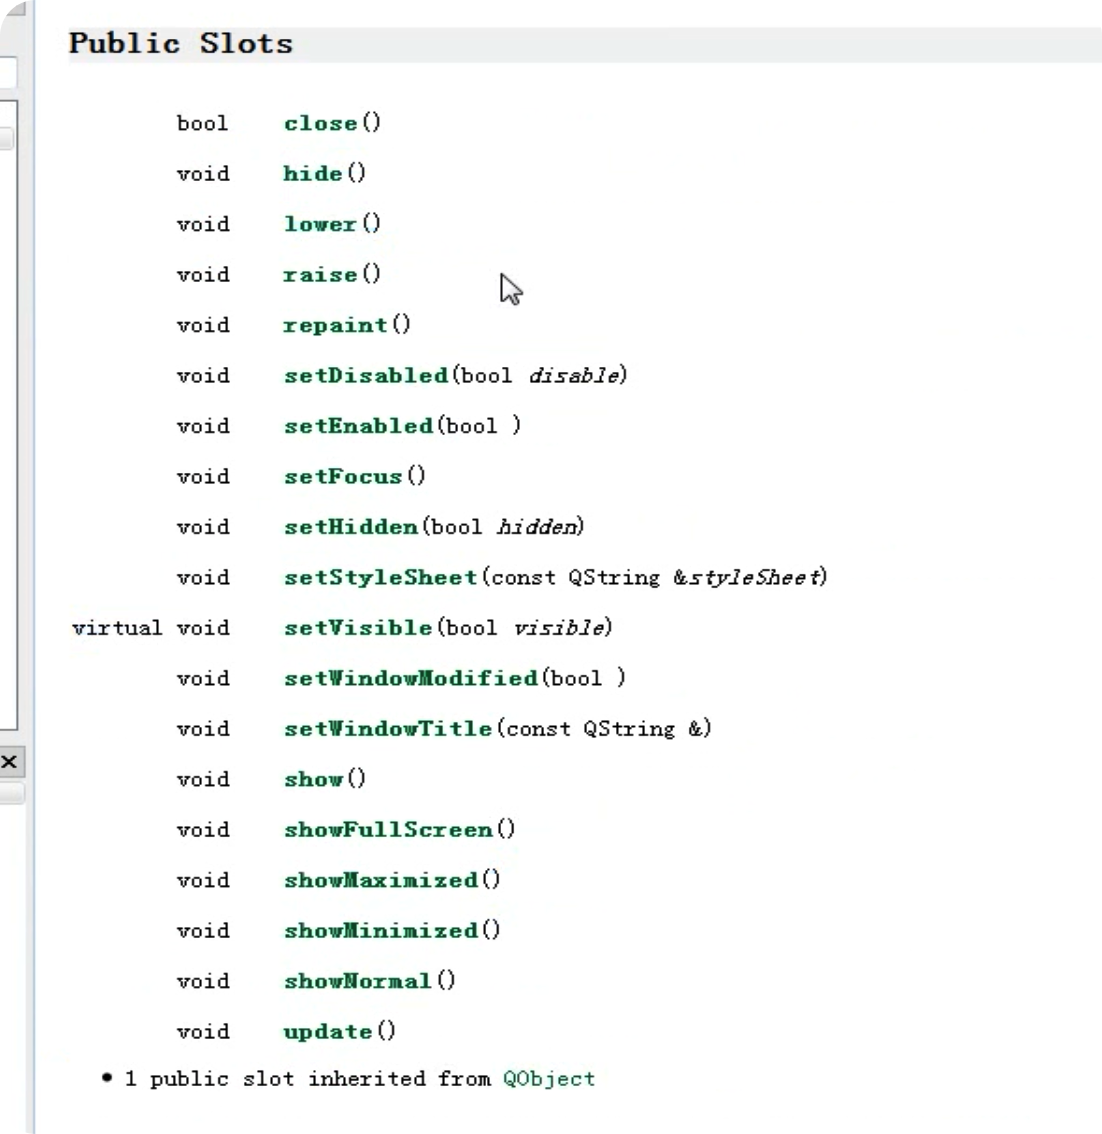 Public Slots
bool close()
void hide()
void lower()
void raise()
void repaint()
void setDisabled(bool disable)
void setEnabled(bool )
void setFocus()
void setHidden(bool hidden)
void setStyleSheet(const QString &styleSheet)
virtual void setVisible(bool visible)
void setWindowModified(bool )
void setWindowTitle(const QString &)
void show()
void showFullScreen()
void showMaximized()
void showMinimized()
void showNormal()
void update()
• 1 public slot inherited from QObject